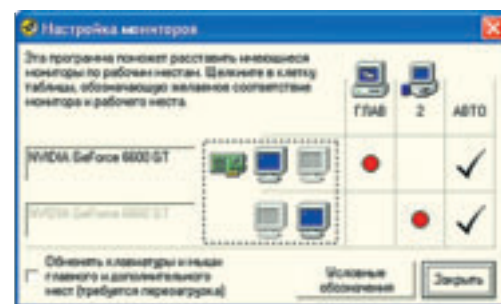 Настройка мониторов
Эта программа поможет расставить имеющиеся
мониторы по рабочим местам. Щелкните в клетку
таблицы, обозначающую желаемое соответствие
монитора и рабочего места.
ГЛАВ 2 АВТО
NVIDIA GeForce 6600 GT
NVIDIA GeForce 6600 GT
Обменять клавиатуры и мыши
главного и дополнительного
мест (требуется перезагрузка)
Условные
обозначения
Закрыть